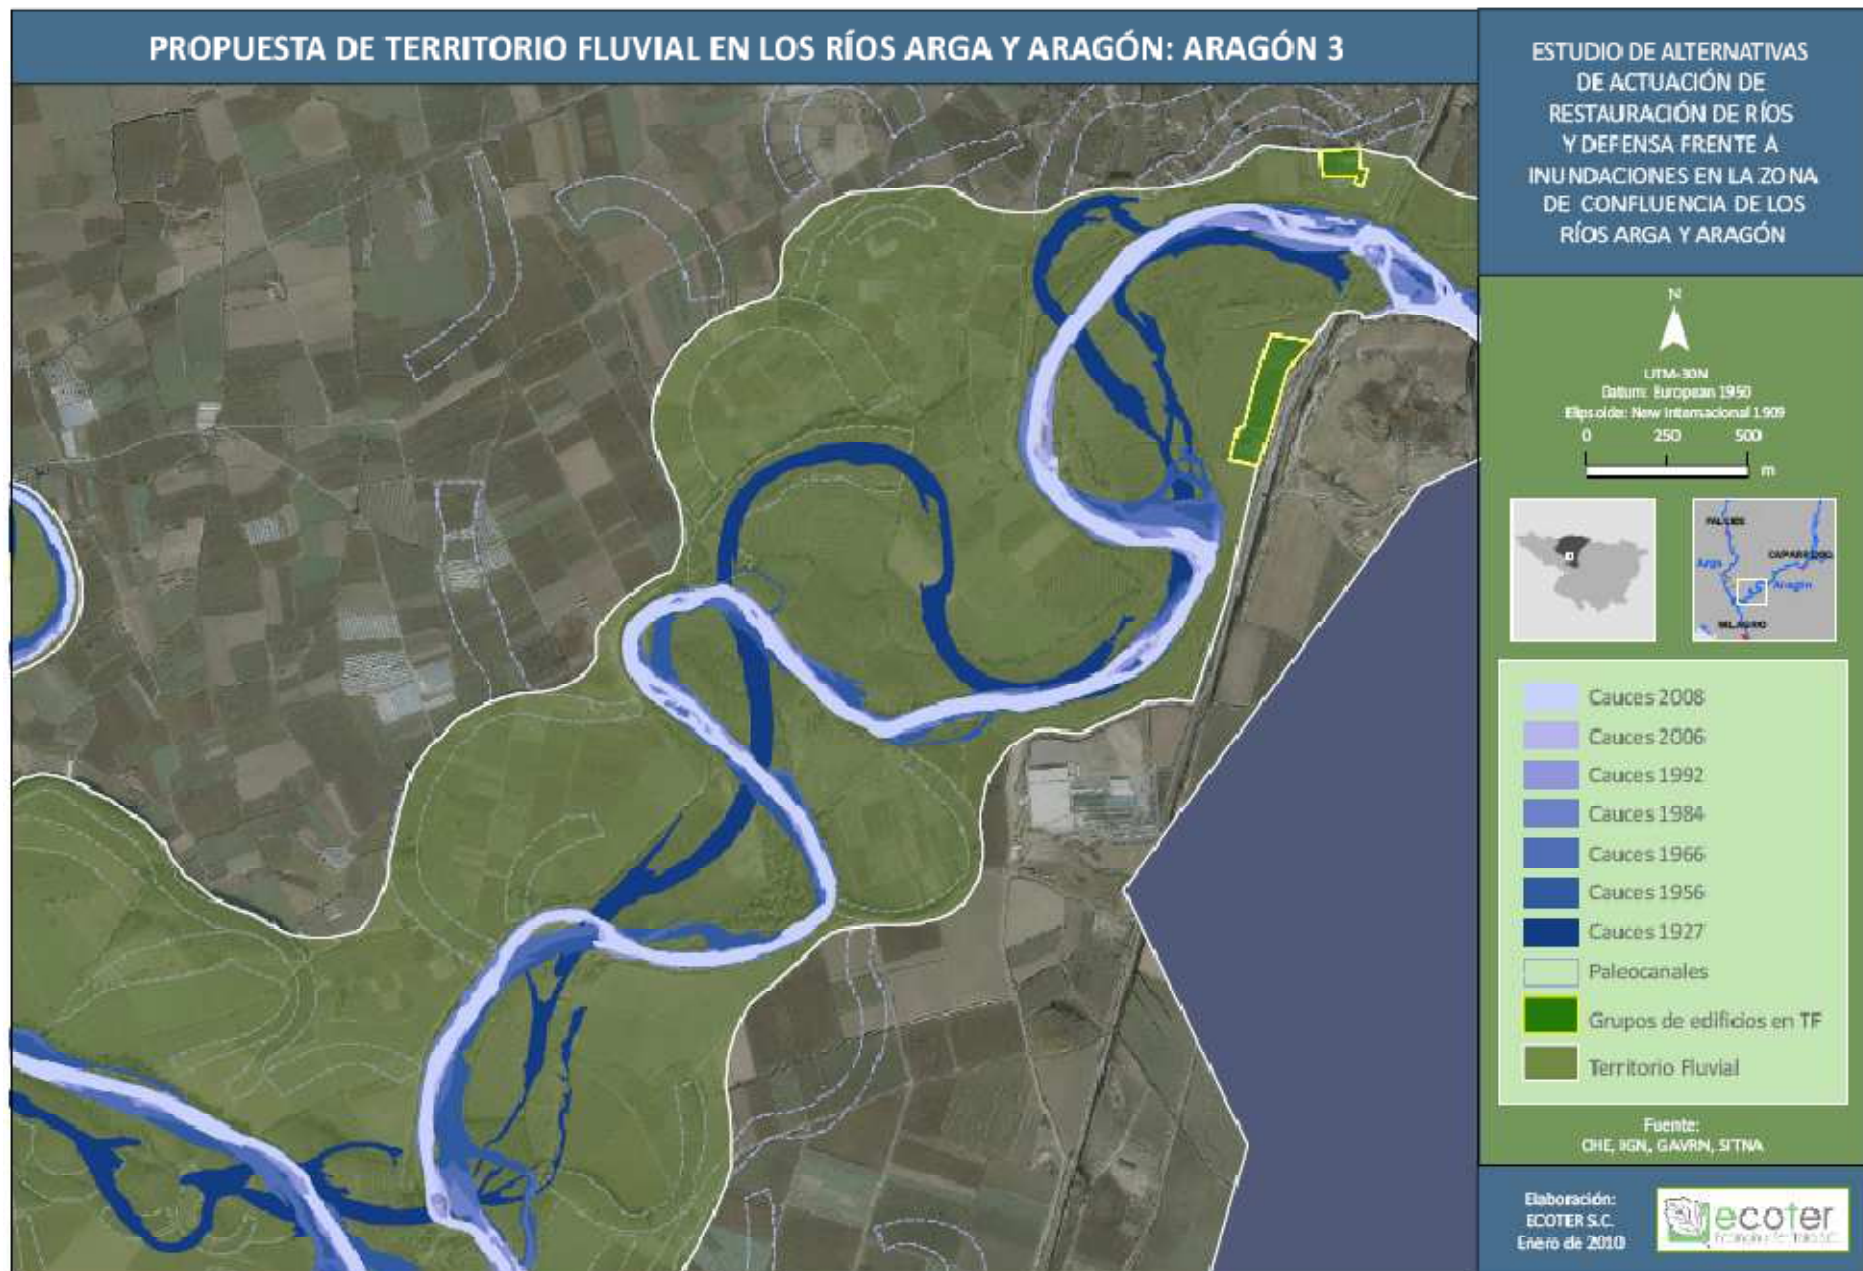 PROPUESTA DE TERRITORIO FLUVIAL EN LOS RÍOS ARGA Y ARAGÓN: ARAGÓN 3
ESTUDIO DE ALTERNATIVAS
DE ACTUACIÓN DE
RESTAURACIÓN DE RÍOS
Y DEFENSA FRENTE A
INUNDACIONES EN LA ZONA
DE CONFLUENCIA DE LOS
RÍOS ARGA Y ARAGÓN
N
UTM-30N
Datum: European 1950
Elipsoide: New Internacional 1909
0 250 500
m
FALCES
CAPARROSO
Arga
Aragón
MILAGRO
Cauces 2008
Cauces 2006
Cauces 1992
Cauces 1984
Cauces 1966
Cauces 1956
Cauces 1927
Paleocanales
Grupos de edificios en TF
Territorio Fluvial
Fuente:
CHE, IGN, GAVRN, SITNA
Elaboración:
ECOTER S.C.
Enero de 2010
ecoter